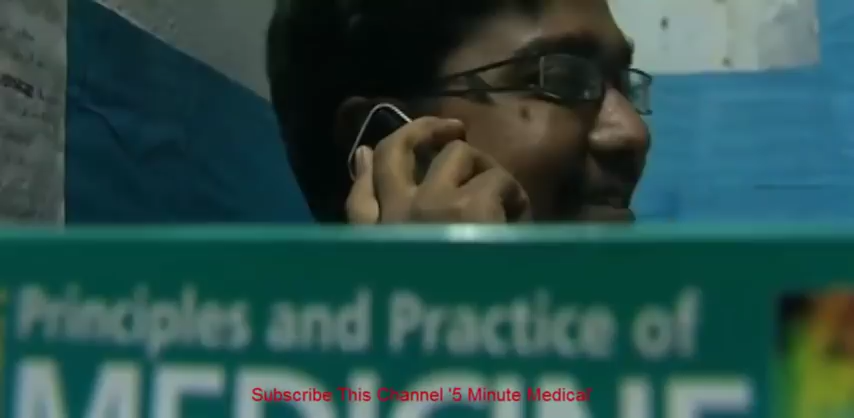 Principles and Practice of
MEDICINE
Subscribe This Channel '5 Minute Medical'